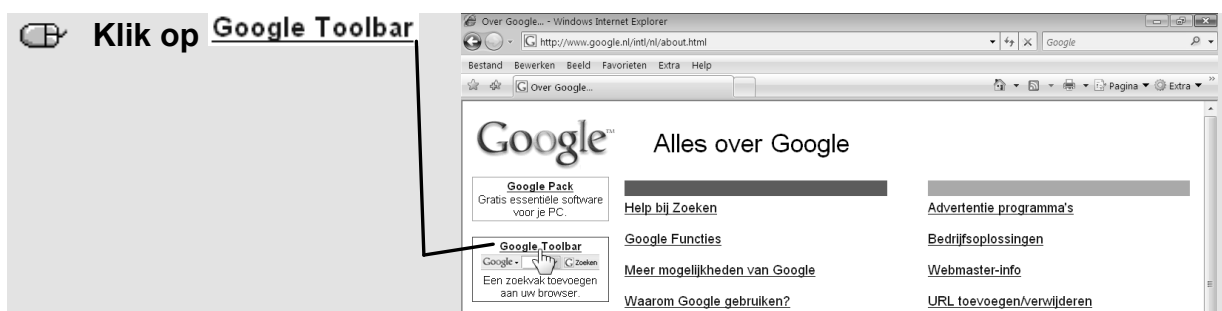 Klik op Google Toolbar
Over Google... - Windows Internet Explorer
http://www.google.nl/intl/nl/about.html
Google
Bestand Bewerken Beeld Favorieten Extra Help
Over Google...
Pagina Extra
Google™
Alles over Google
Google Pack
Gratis essentiële software
voor je PC.
Google Toolbar
Google Zoeken
Een zoekvak toevoegen
aan uw browser.
Help bij Zoeken
Google Functies
Meer mogelijkheden van Google
Waarom Google gebruiken?
Advertentie programma's
Bedrijfsoplossingen
Webmaster-info
URL toevoegen/verwijderen